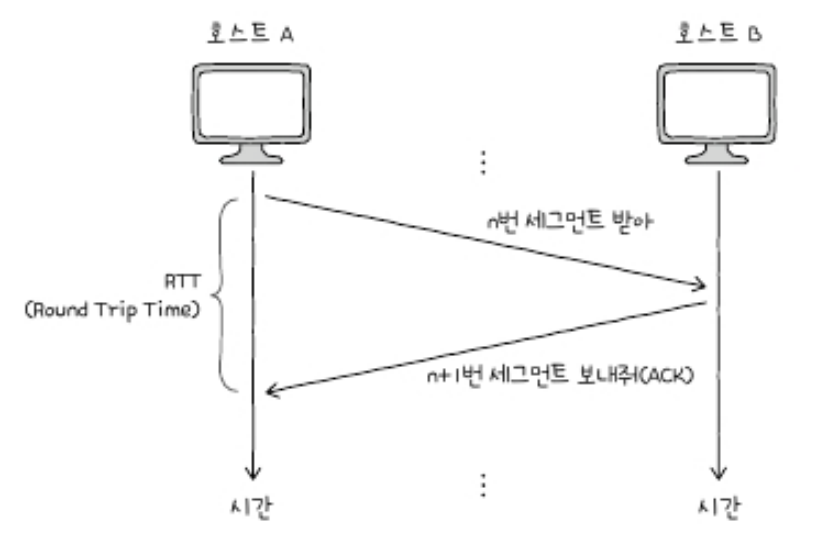 호스트 A
호스트 B
n번 세그먼트 받아
RTT
(Round Trip Time)
n+1번 세그먼트 보내줘(ACK)
시간
시간